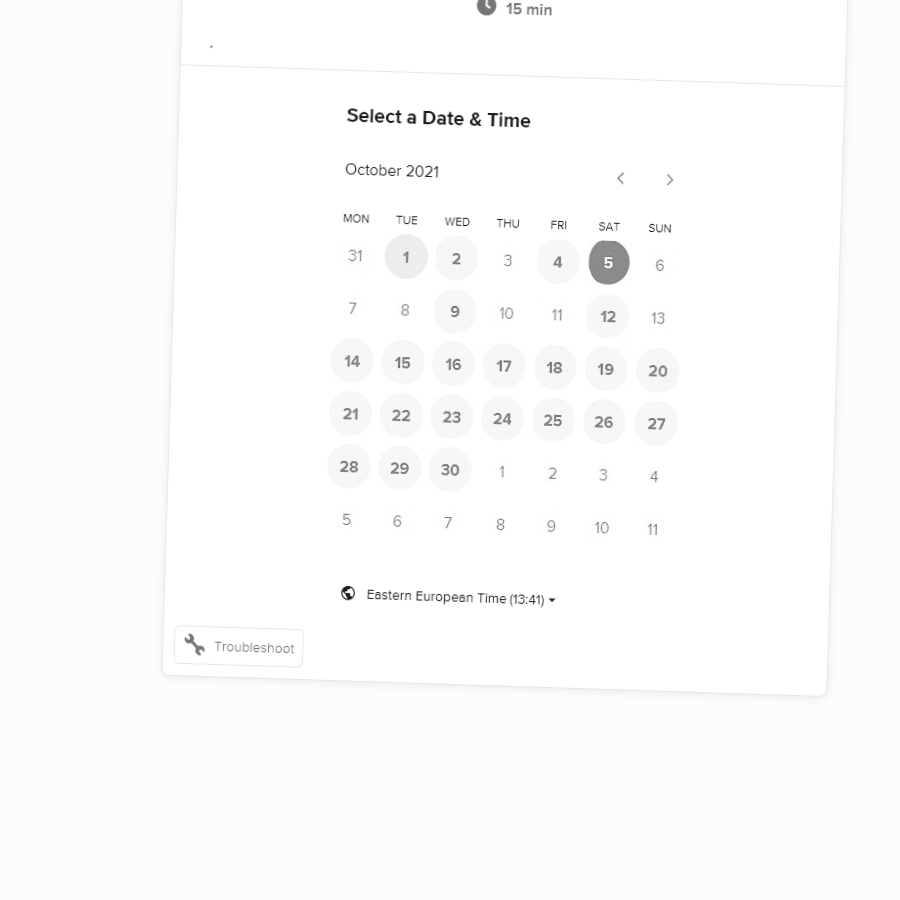 15 min
.
Select a Date & Time
October 2021
MON TUE WED THU FRI SAT SUN
31 1 2 3 4 5 6
7 8 9 10 11 12 13
14 15 16 17 18 19 20
21 22 23 24 25 26 27
28 29 30 1 2 3 4
5 6 7 8 9 10 11
Eastern European Time (13:41)
Troubleshoot